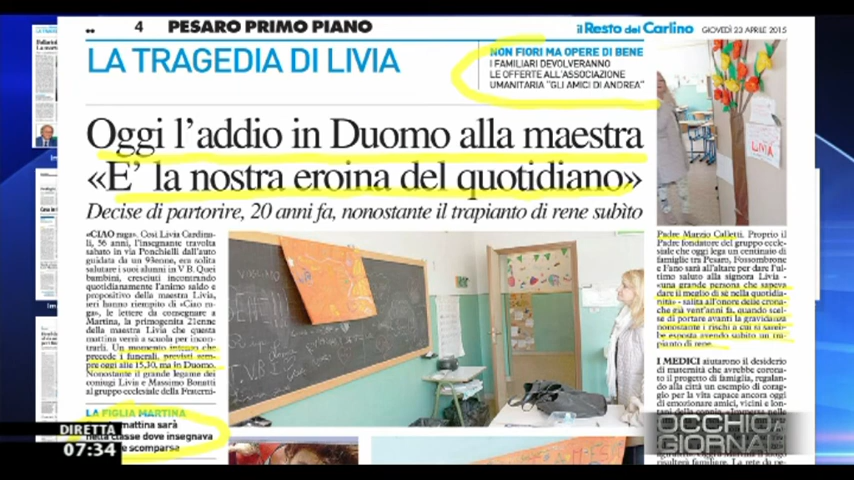 4 PESARO PRIMO PIANO
il Resto del Carlino GIOVEDÌ 23 APRILE 2015
LA TRAGEDIA DI LIVIA
NON FIORI MA OPERE DI BENE
I FAMILIARI DEVOLVERANNO
LE OFFERTE ALL'ASSOCIAZIONE
UMANITARIA "GLI AMICI DI ANDREA"
Oggi l'addio in Duomo alla maestra
«E' la nostra eroina del quotidiano»
Decise di partorire, 20 anni fa, nonostante il trapianto di rene subìto
«CIAO raga». Così Livia Cardina-
li, 56 anni, l'insegnante travolta
sabato in via Ponchielli dall'auto
guidata da un 93enne, era solita
salutare i suoi alunni in V B. Quei
bambini, cresciuti incontrando
quotidianamente l'animo saldo e
propositivo della maestra Livia,
ieri hanno riempito di «Ciao ra-
ga», le lettere da consegnare a
Martina, la primogenita 21enne
della maestra Livia che questa
mattina verrà a scuola per incon-
trarli. Un momento intenso che
precede i funerali, previsti sem-
pre oggi alle 15,30, ma in Duomo.
Nonostante il grande legame dei
coniugi Livia e Massimo Bonatti
al gruppo ecclesiale della Fraterni-
LA FIGLIA MARTINA
mattina sarà
nella classe dove insegnava
e scomparsa
LIVIA
Padre Marzio Calletti. Proprio il
Padre fondatore del gruppo eccle-
siale che oggi lega un centinaio di
famiglie tra Pesaro, Fossombrone
e Fano sarà all'altare per dare l'ul-
timo saluto alla signora Livia -
«una grande persona che sapeva
dare il meglio di sé nella quotidia-
nità» - salita all'onore delle crona-
che già vent'anni fa, quando scel-
se di portare avanti la gravidanza
nonostante i rischi a cui si sareb-
be esposta avendo subìto un tra-
pianto di rene.
I MEDICI aiutarono il desiderio
di maternità che avrebbe corona-
to il progetto di famiglia, regalan-
do alla città un esempio di corag-
gio per la vita capace ancora oggi
di emozionare amici, vicini e lon-
DIRETTA
07:34
OCCHIO AI
GIORNALI